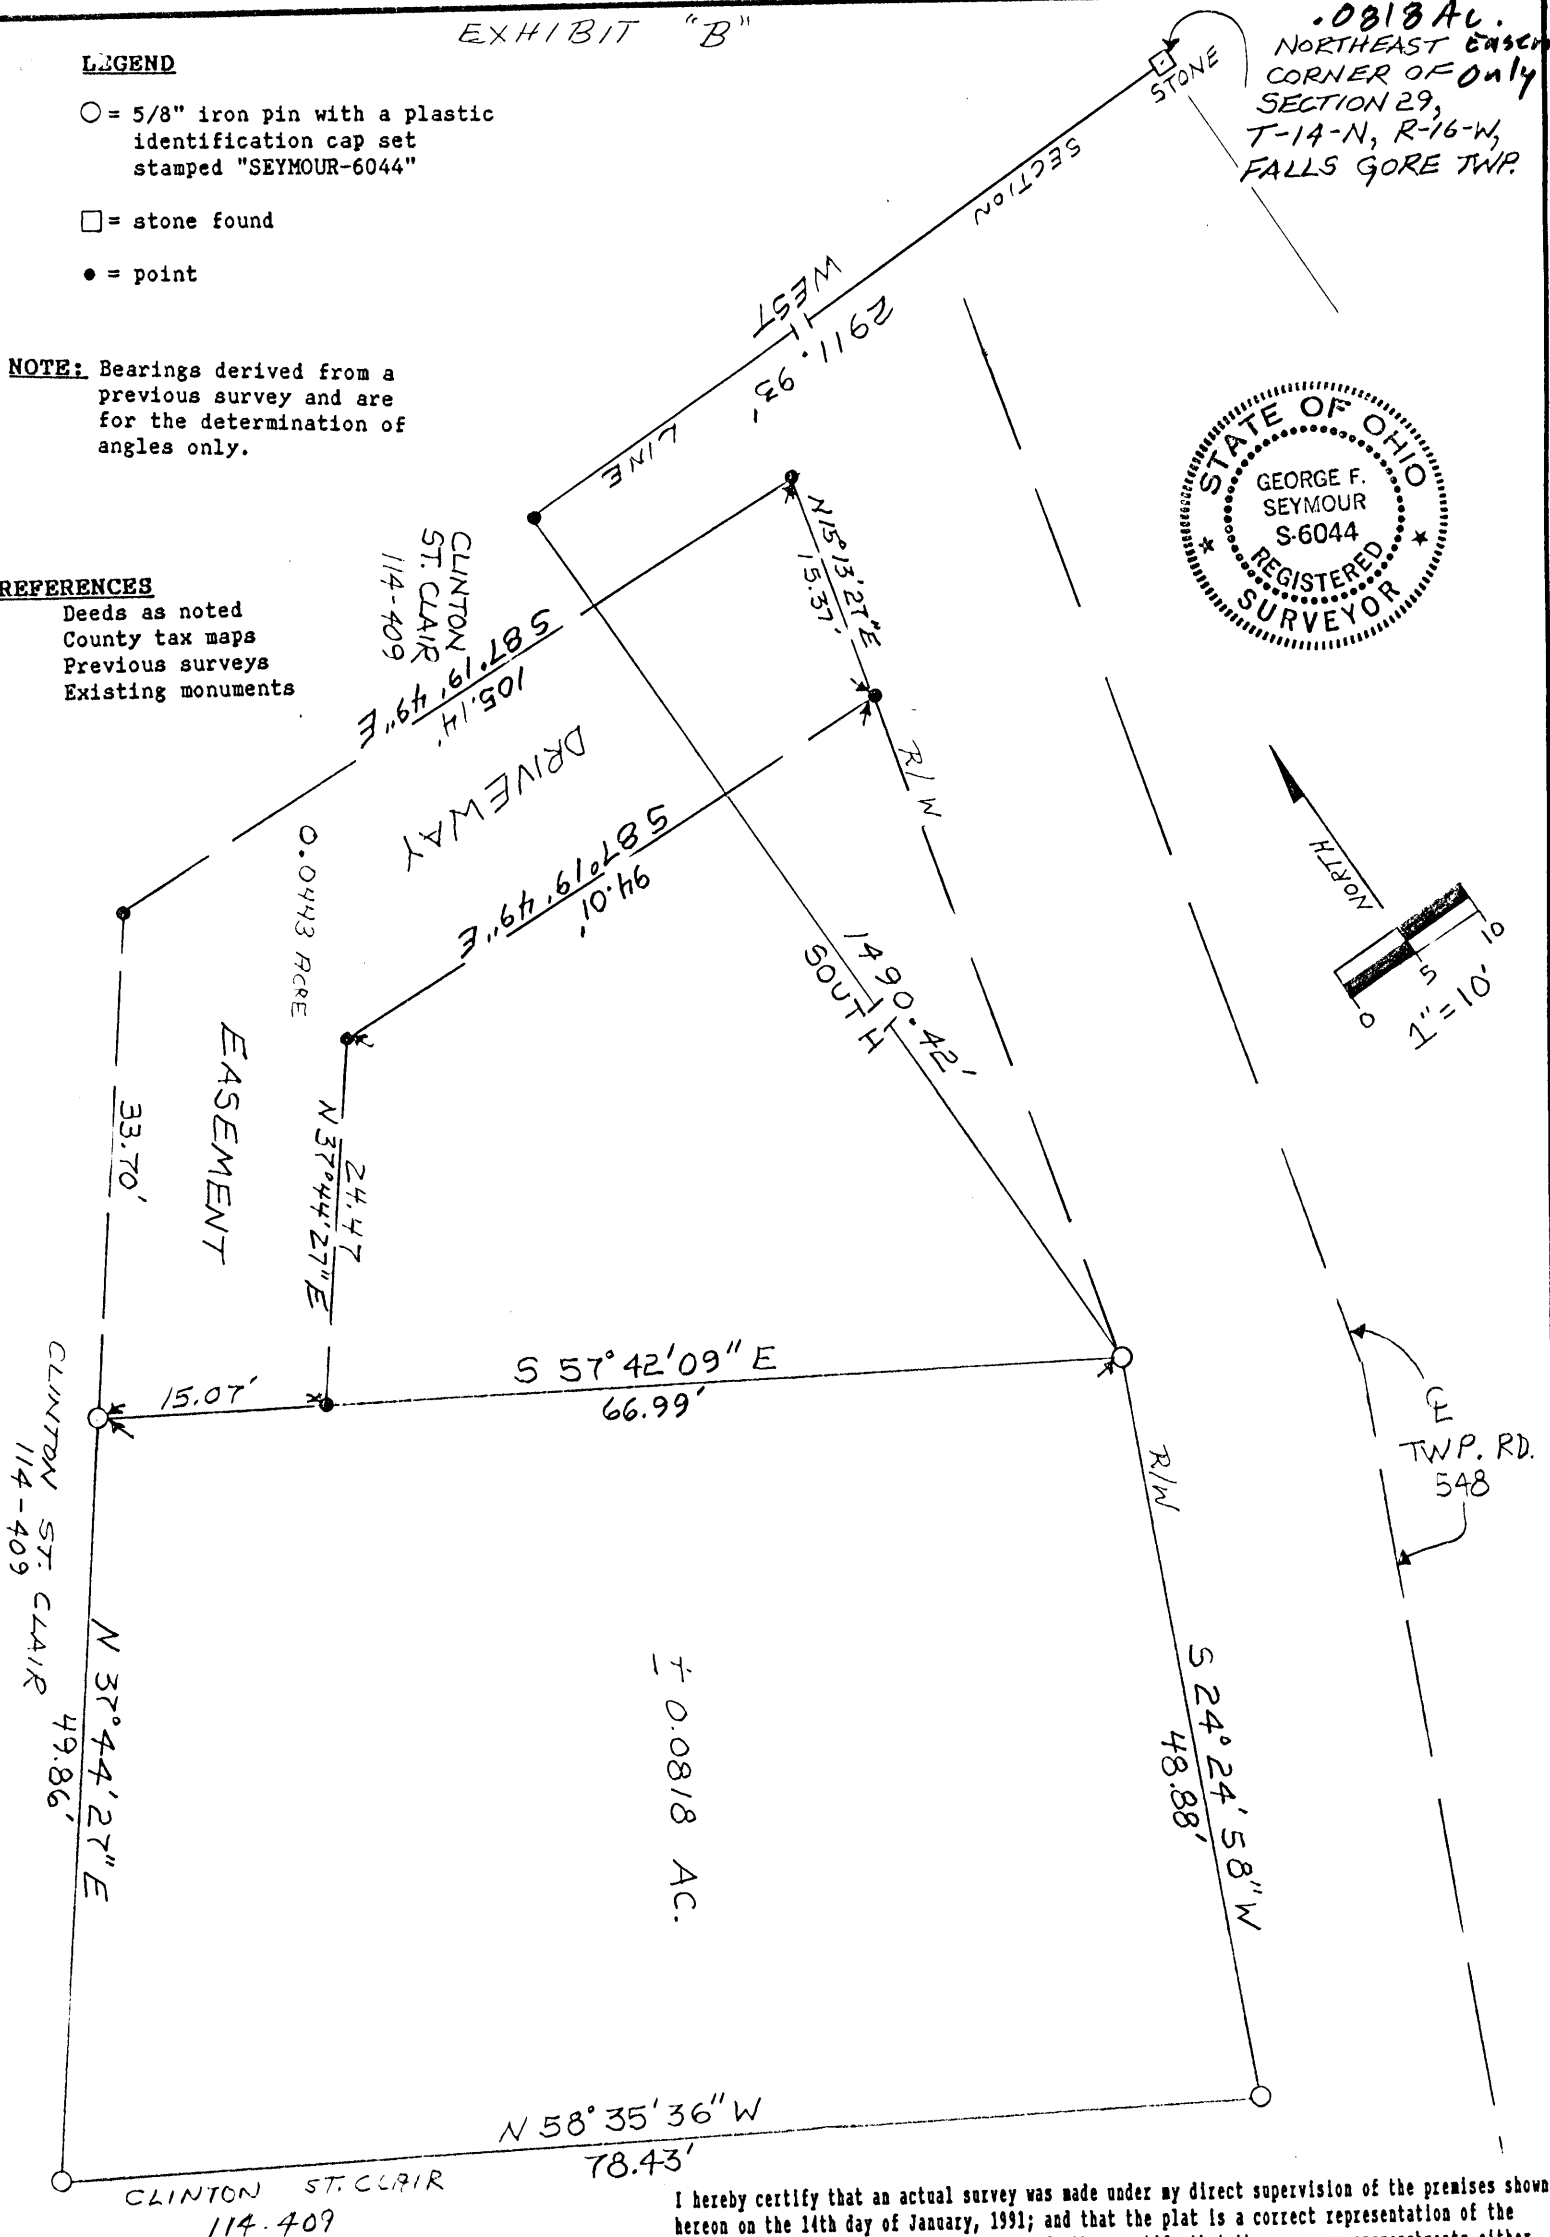 EXHIBIT "B"
.0818 Ac.
Only
NORTHEAST
CORNER OF
SECTION 29,
T-14-N, R-16-W,
FALLS GORE TWP.
STONE
LEGEND
○ = 5/8" iron pin with a plastic
identification cap set
stamped "SEYMOUR-6044"
□ = stone found
● = point
NOTE: Bearings derived from a
previous survey and are
for the determination of
angles only.
REFERENCES
Deeds as noted
County tax maps
Previous surveys
Existing monuments
SECTION
LINE
WEST
2911.93'
STATE OF OHIO
GEORGE F.
SEYMOUR
S-6044
REGISTERED
SURVEYOR
N 15° 13' 27" E
15.37'
CLINTON
ST. CLAIR
114-409
S 87° 19' 49" E
105.14'
DRIVEWAY
S 87° 19' 49" E
94.01'
R/W
0.0443 ACRE
EASEMENT
33.70'
24.47
N 37° 44' 27" E
1490.42'
SOUTH
NORTH
0 5 10
1" = 10'
S 57° 42' 09" E
66.99'
15.07'
CLINTON ST. CLAIR
114-409
R/W
℄
TWP. RD.
548
N 37° 44' 27" E
49.86'
± 0.0818 AC.
S 24° 24' 58" W
48.88'
N 58° 35' 36" W
78.43'
CLINTON ST. CLAIR
114-409
I hereby certify that an actual survey was made under my direct supervision of the premises shown
hereon on the 14th day of January, 1991; and that the plat is a correct representation of the